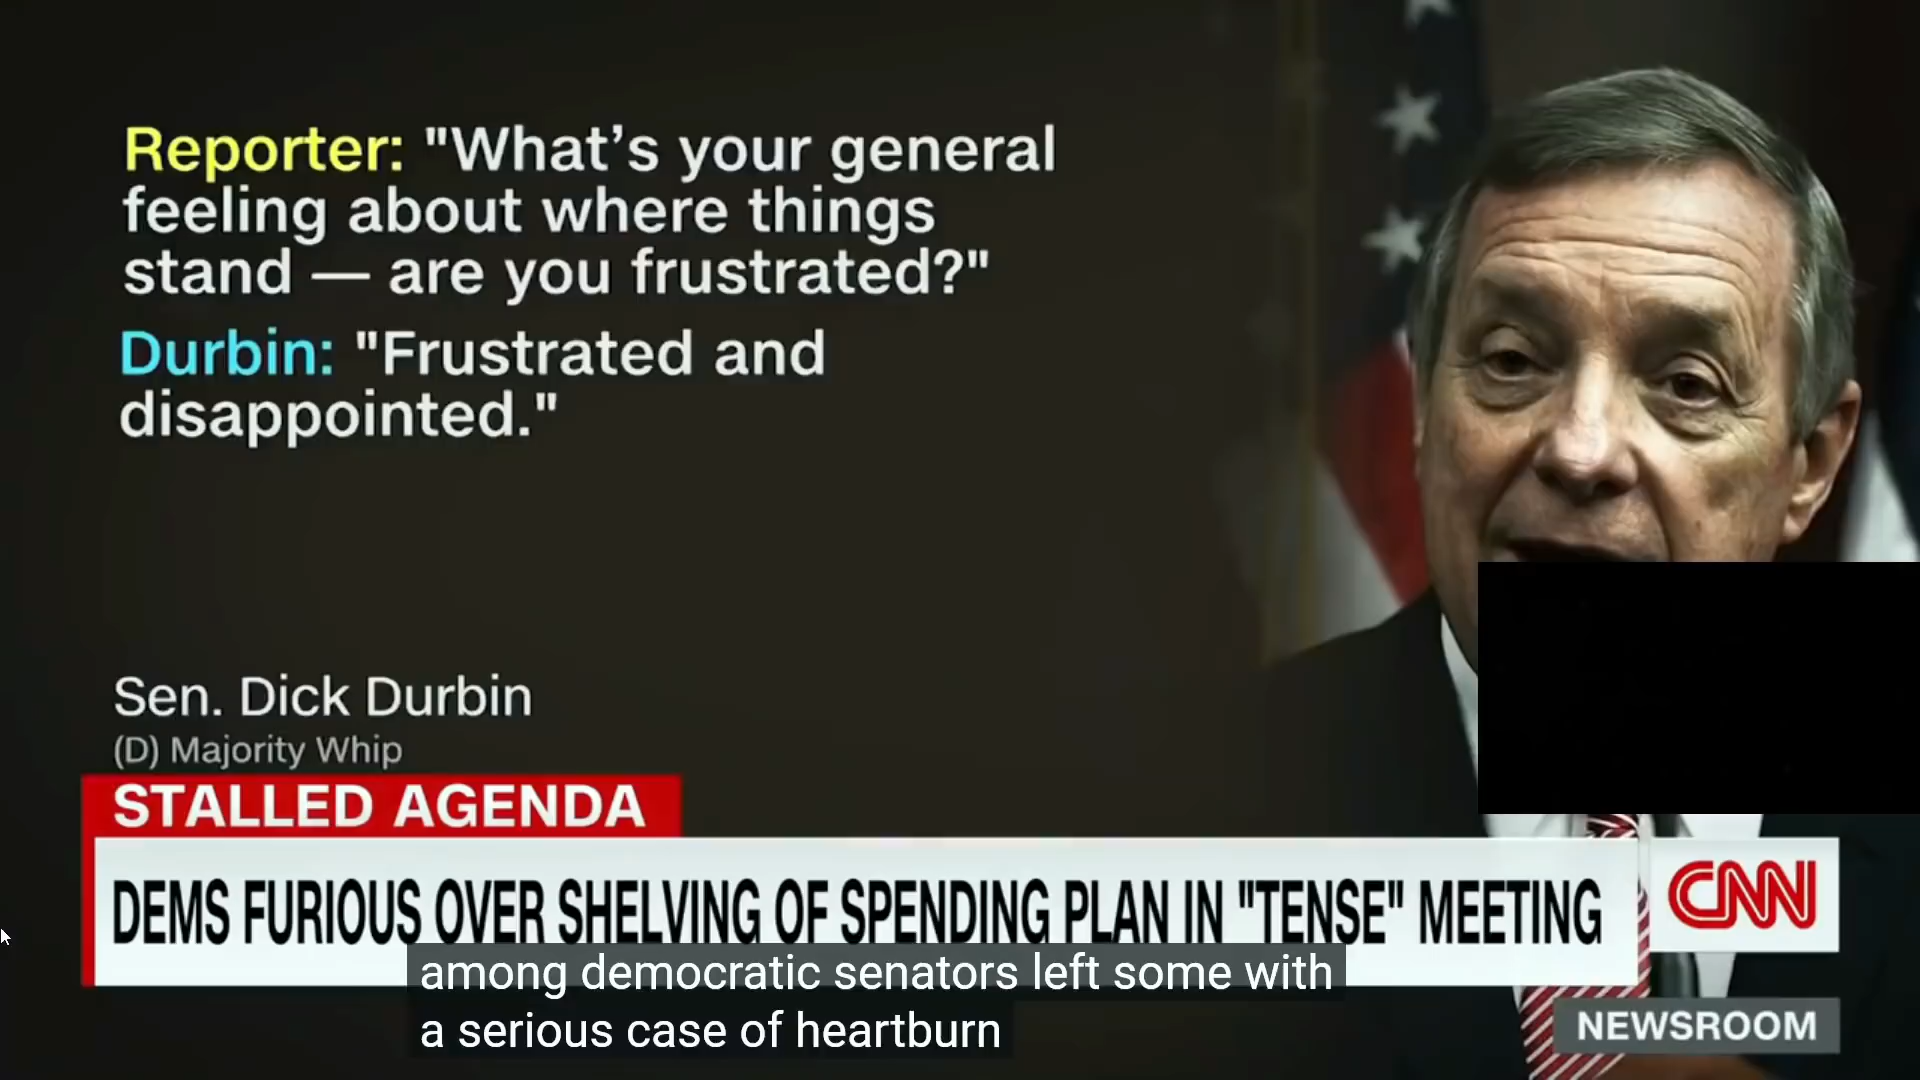 Reporter: "What’s your general
feeling about where things
stand — are you frustrated?"
Durbin: "Frustrated and
disappointed."
Sen. Dick Durbin
(D) Majority Whip
STALLED AGENDA
DEMS FURIOUS OVER SHELVING OF SPENDING PLAN IN "TENSE" MEETING
CNN
among democratic senators left some with
a serious case of heartburn
NEWSROOM